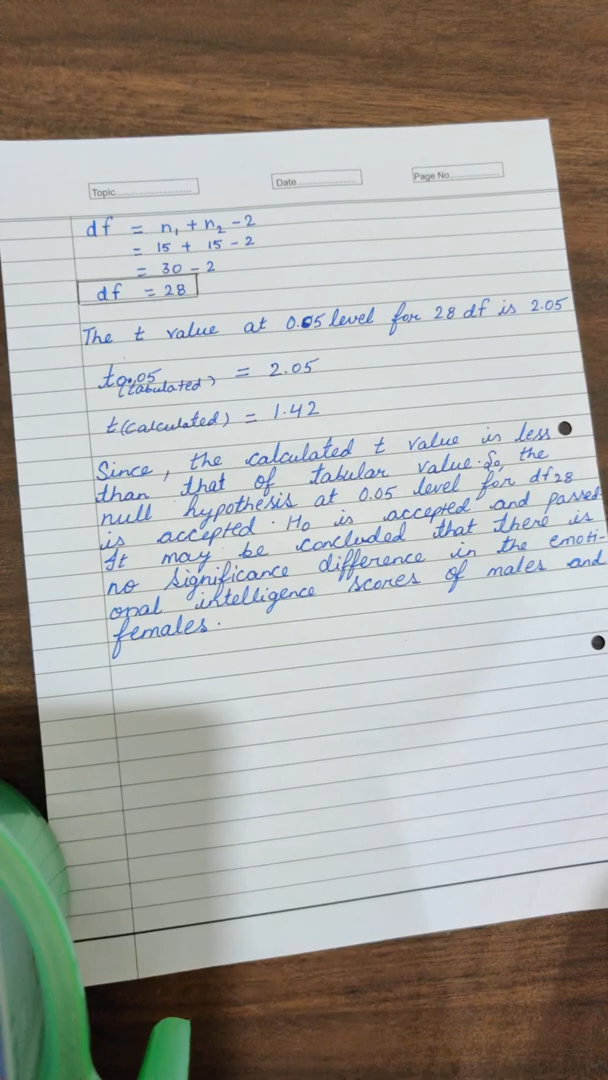 Topic..............................
Date....................
Page No..................
df = n₁ + n₂ - 2
= 15 + 15 - 2
= 30 - 2
df = 28
The t value at 0.05 level for 28 df is 2.05
t0.05 (tabulated) = 2.05
t(calculated) = 1.42
Since, the calculated t value is less
than that of tabular value. So, the
null hypothesis at 0.05 level for df 28
is accepted. H₀ is accepted and passed
It may be concluded that there is
no significance difference in the emoti-
onal intelligence scores of males and
females.